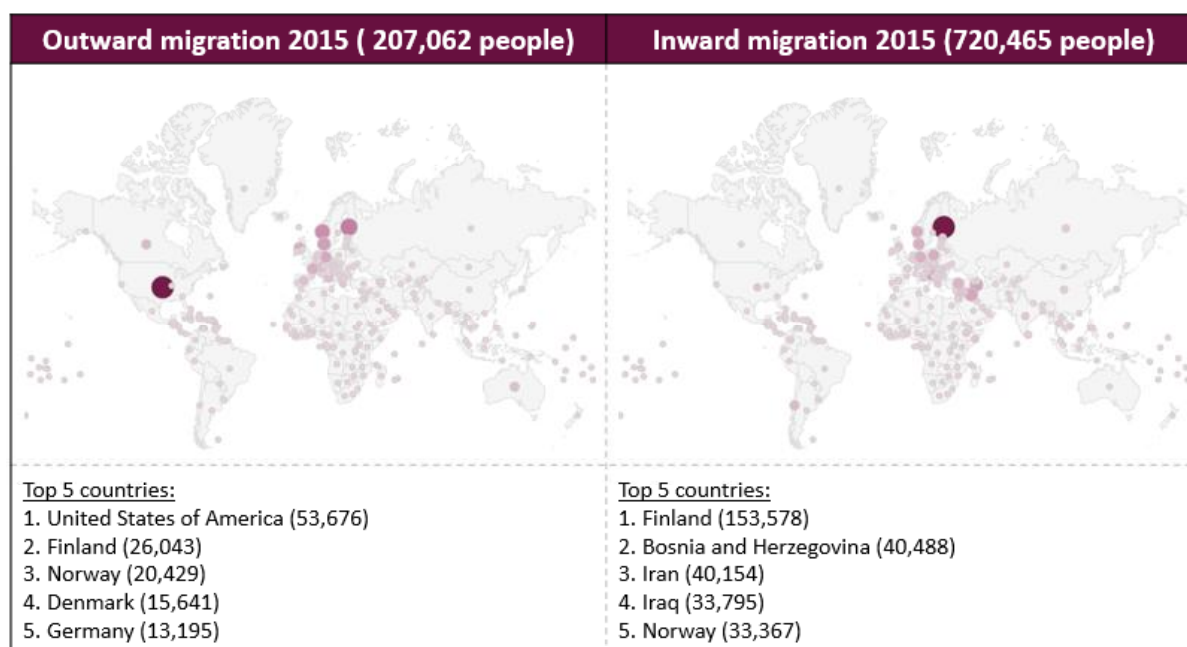 Outward migration 2015 ( 207,062 people)
Inward migration 2015 (720,465 people)
Top 5 countries:
1. United States of America (53,676)
2. Finland (26,043)
3. Norway (20,429)
4. Denmark (15,641)
5. Germany (13,195)
Top 5 countries:
1. Finland (153,578)
2. Bosnia and Herzegovina (40,488)
3. Iran (40,154)
4. Iraq (33,795)
5. Norway (33,367)